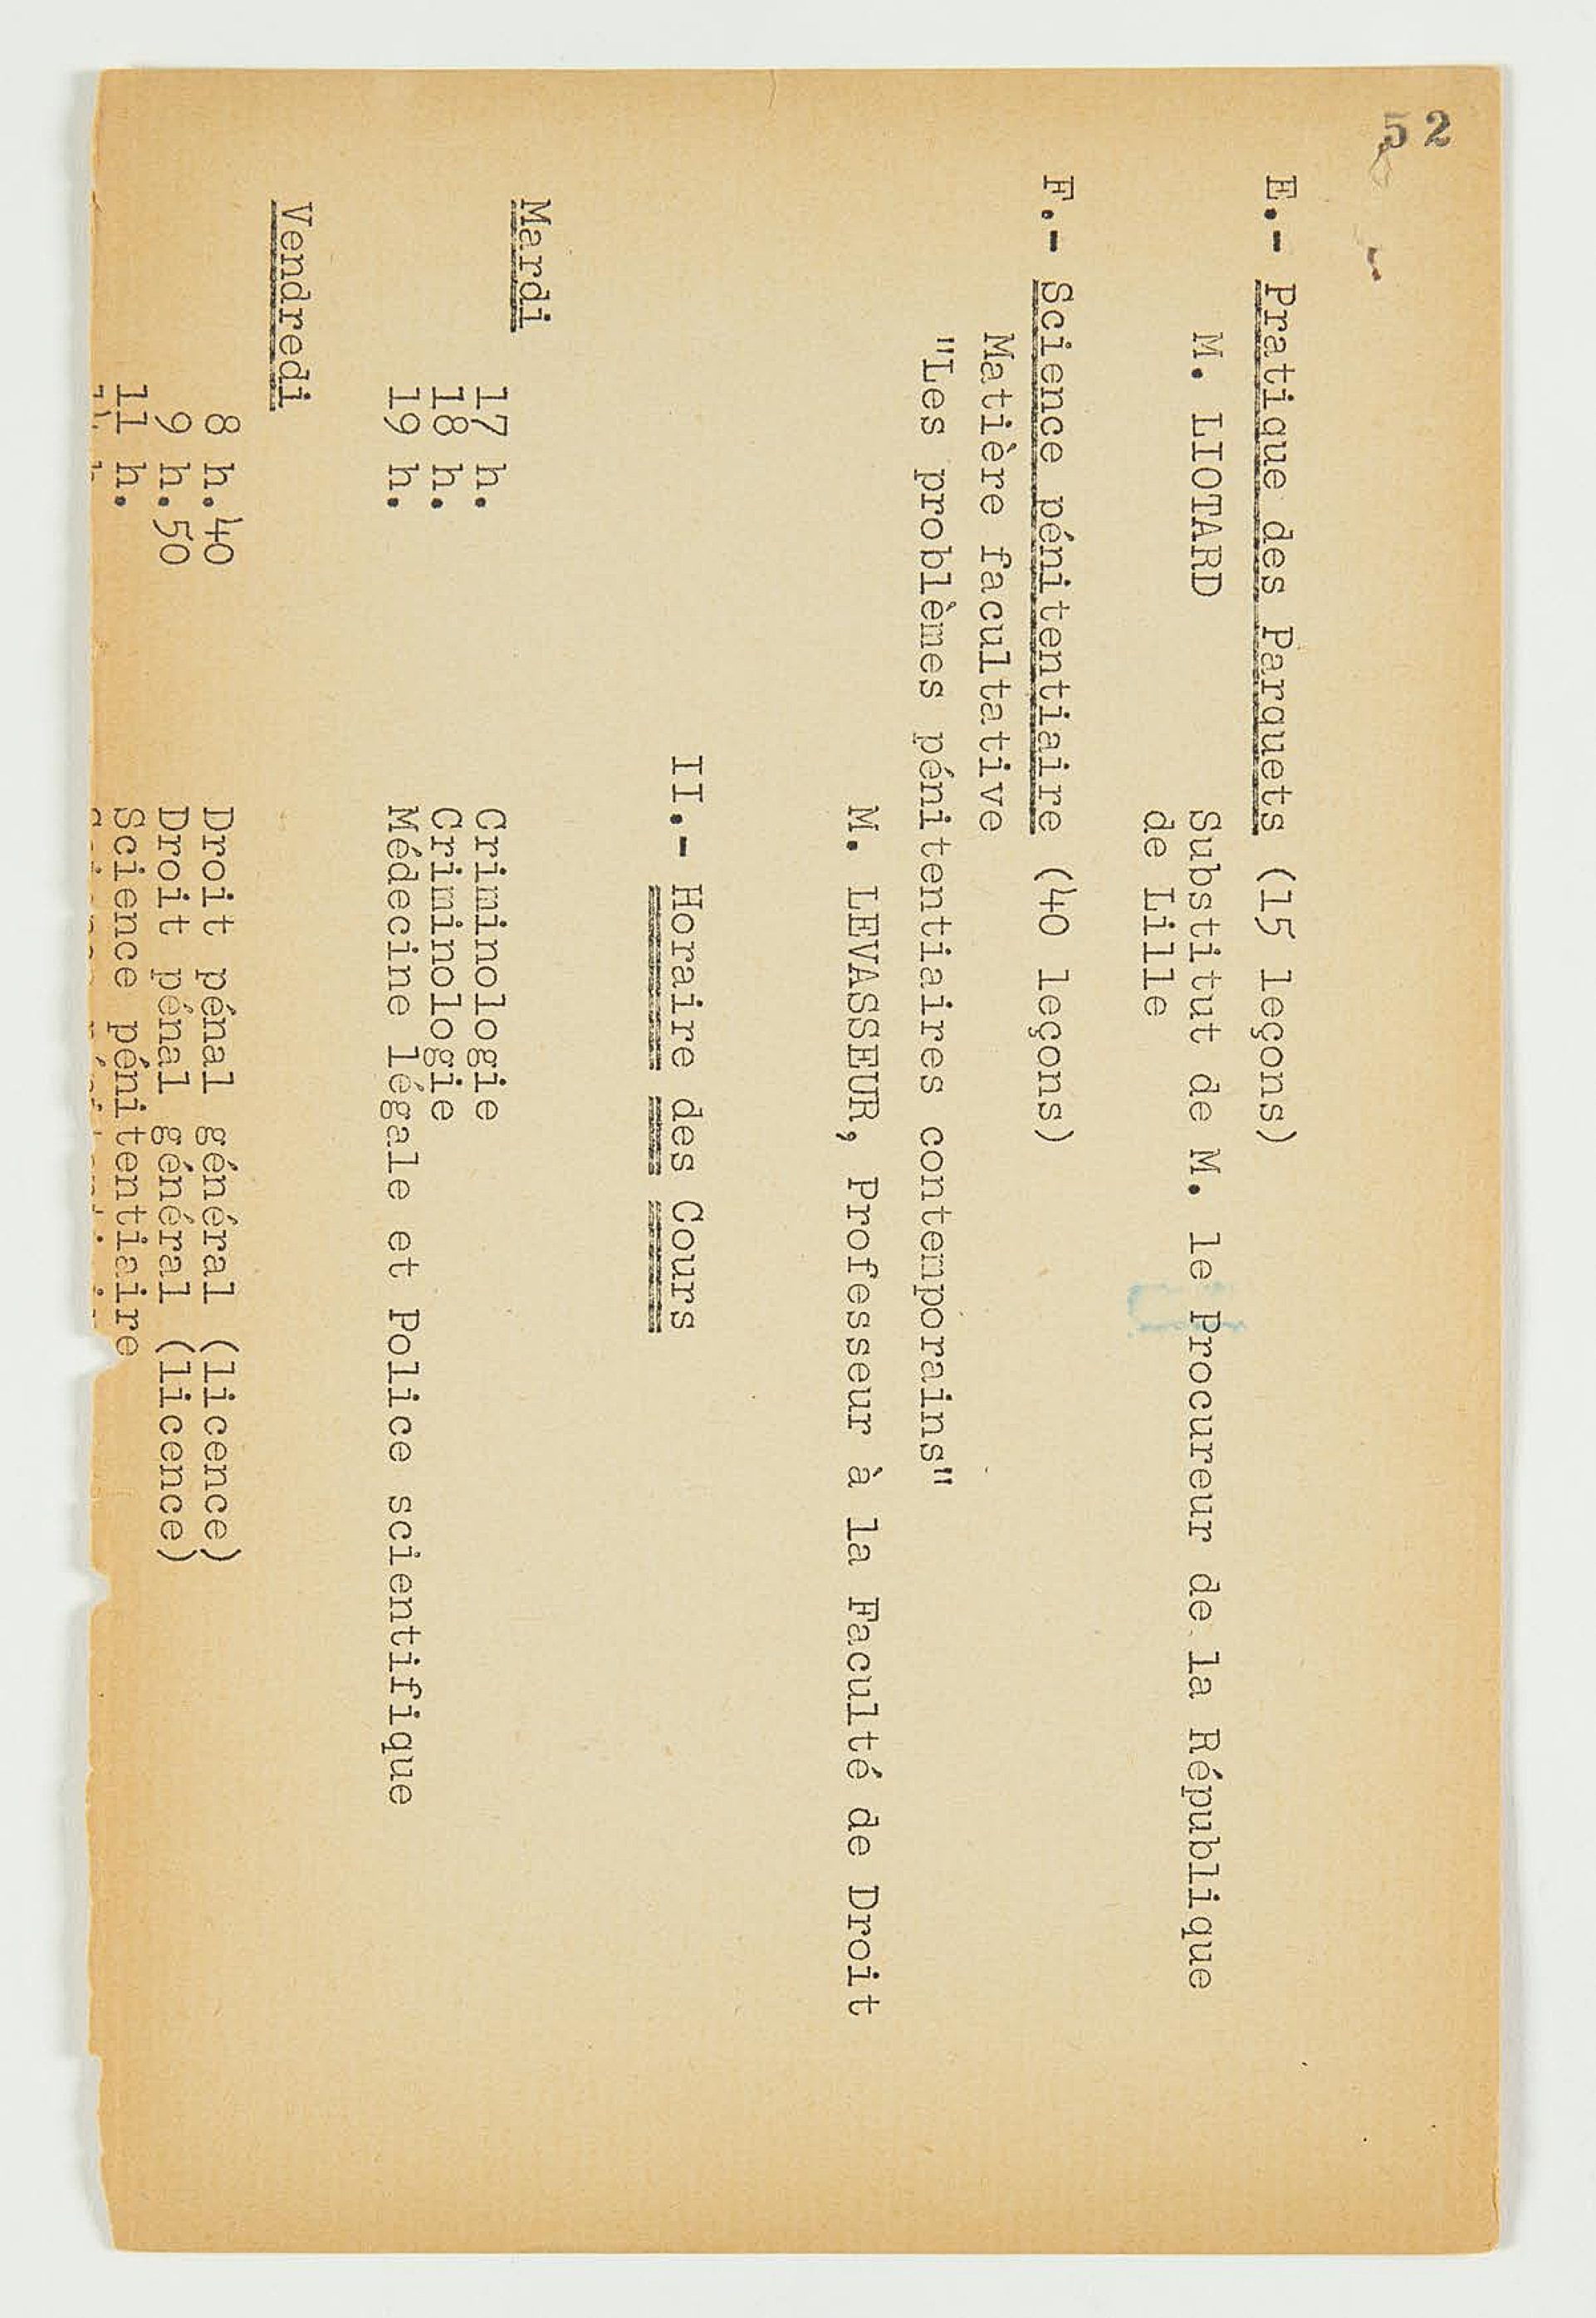 52
E.- Pratique des Parquets (15 leçons)
M. LIOTARD Substitut de M. le Procureur de la République
de Lille
F.- Science pénitentiaire (40 leçons)
Matière facultative
"Les problèmes pénitentiaires contemporains"
M. LEVASSEUR, Professeur à la Faculté de Droit
II.- Horaire des Cours
Mardi
17 h. Criminologie
18 h. Criminologie
19 h. Médecine légale et Police scientifique
Vendredi
8 h.40 Droit pénal général (licence)
9 h.50 Droit pénal général (licence)
11 h. Science pénitentiaire